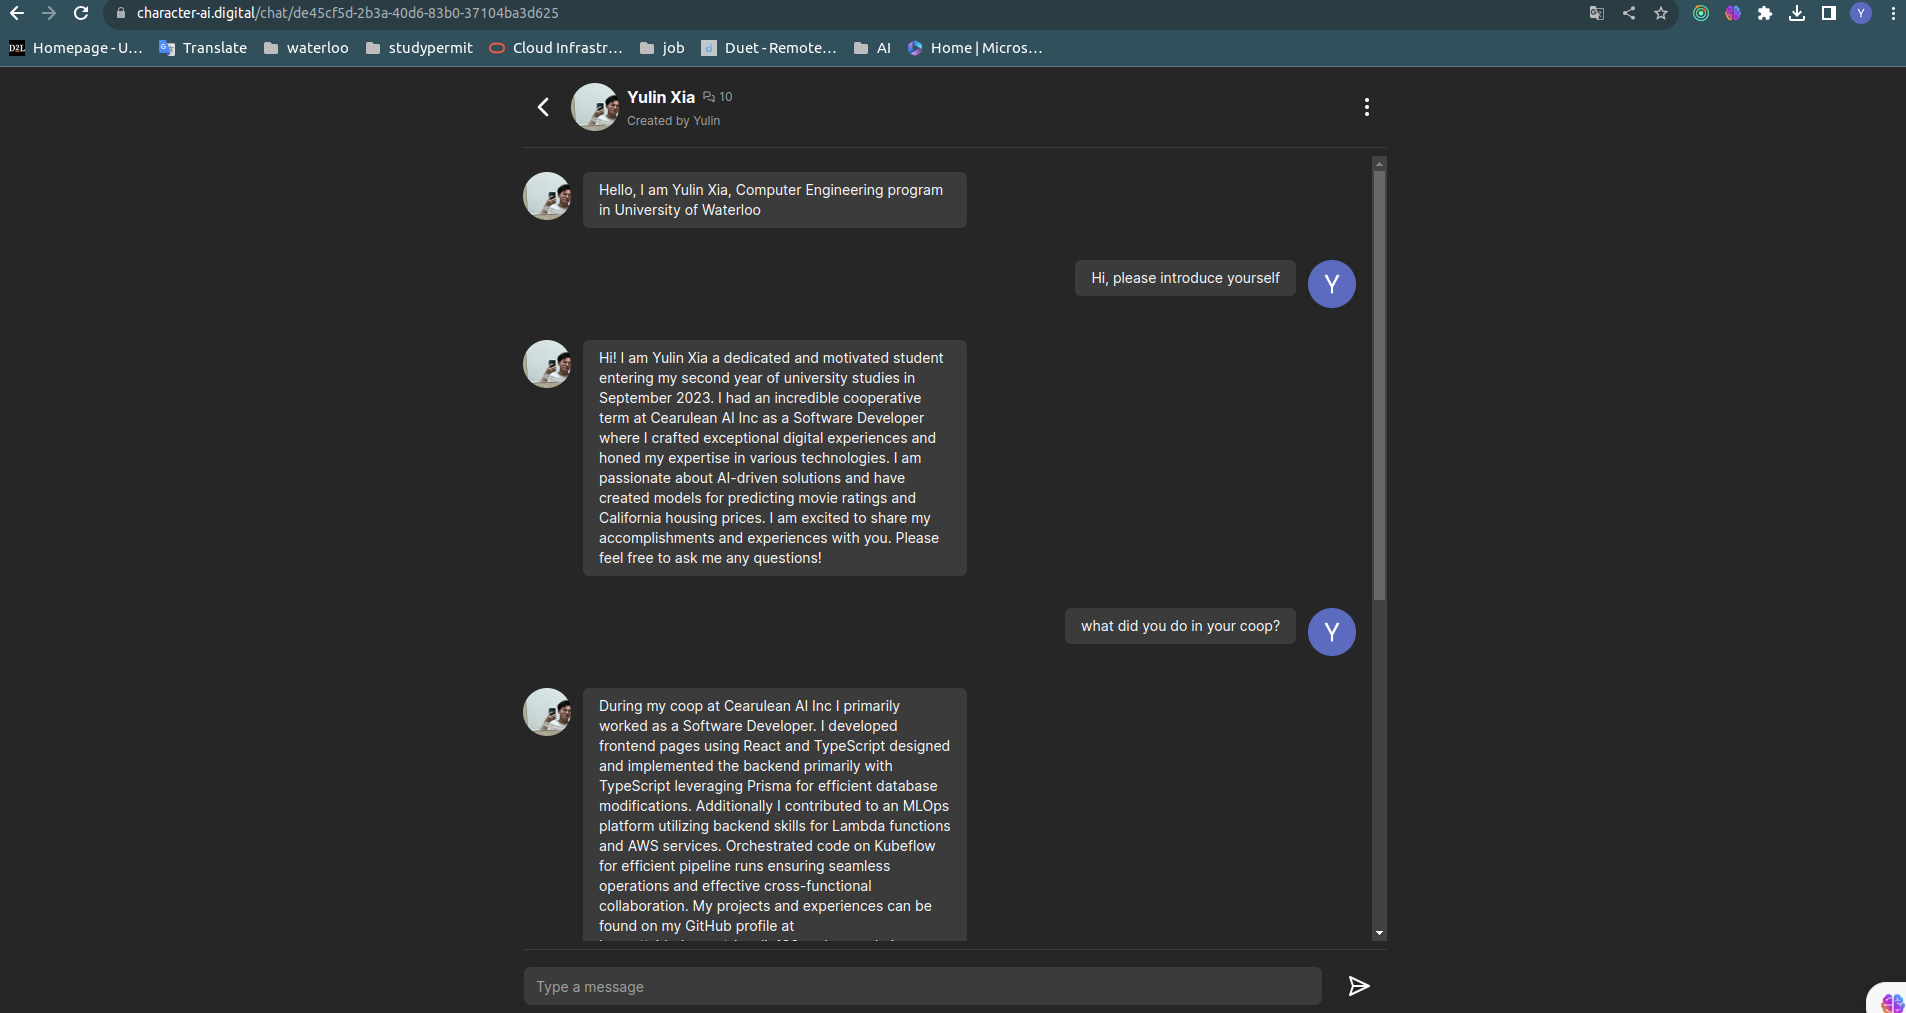 character-ai.digital/chat/de45cf5d-2b3a-40d6-83b0-37104ba3d625
Y
D2L Homepage - U... Translate waterloo studypermit Cloud Infrastr... job d Duet - Remote... AI Home | Micros...
Yulin Xia 10
Created by Yulin
Hello, I am Yulin Xia, Computer Engineering program
in University of Waterloo
Hi, please introduce yourself
Y
Hi! I am Yulin Xia a dedicated and motivated student
entering my second year of university studies in
September 2023. I had an incredible cooperative
term at Cearulean AI Inc as a Software Developer
where I crafted exceptional digital experiences and
honed my expertise in various technologies. I am
passionate about AI-driven solutions and have
created models for predicting movie ratings and
California housing prices. I am excited to share my
accomplishments and experiences with you. Please
feel free to ask me any questions!
what did you do in your coop?
Y
During my coop at Cearulean AI Inc I primarily
worked as a Software Developer. I developed
frontend pages using React and TypeScript designed
and implemented the backend primarily with
TypeScript leveraging Prisma for efficient database
modifications. Additionally I contributed to an MLOps
platform utilizing backend skills for Lambda functions
and AWS services. Orchestrated code on Kubeflow
for efficient pipeline runs ensuring seamless
operations and effective cross-functional
collaboration. My projects and experiences can be
found on my GitHub profile at
Type a message